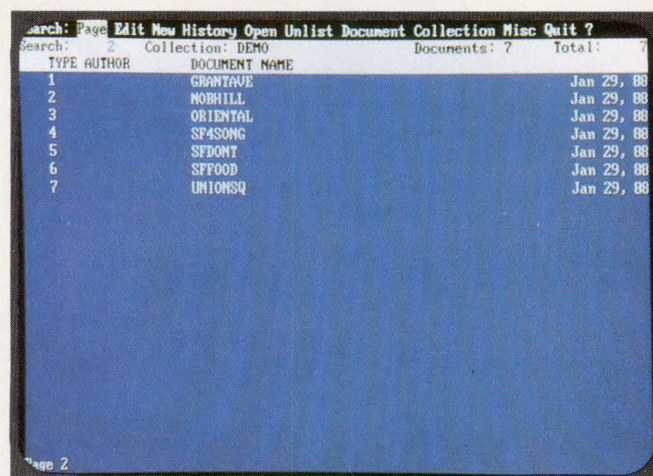 Search: Page Edit New History Open Unlist Document Collection Misc Quit ?
Search: 2 Collection: DEMO Documents: 7 Total: 7
TYPE AUTHOR DOCUMENT NAME
1 GRANTAVE Jan 29, 88
2 NOBHILL Jan 29, 88
3 ORIENTAL Jan 29, 88
4 SF4SONG Jan 29, 88
5 SFDONT Jan 29, 88
6 SFFOOD Jan 29, 88
7 UNIONSQ Jan 29, 88
Page 2